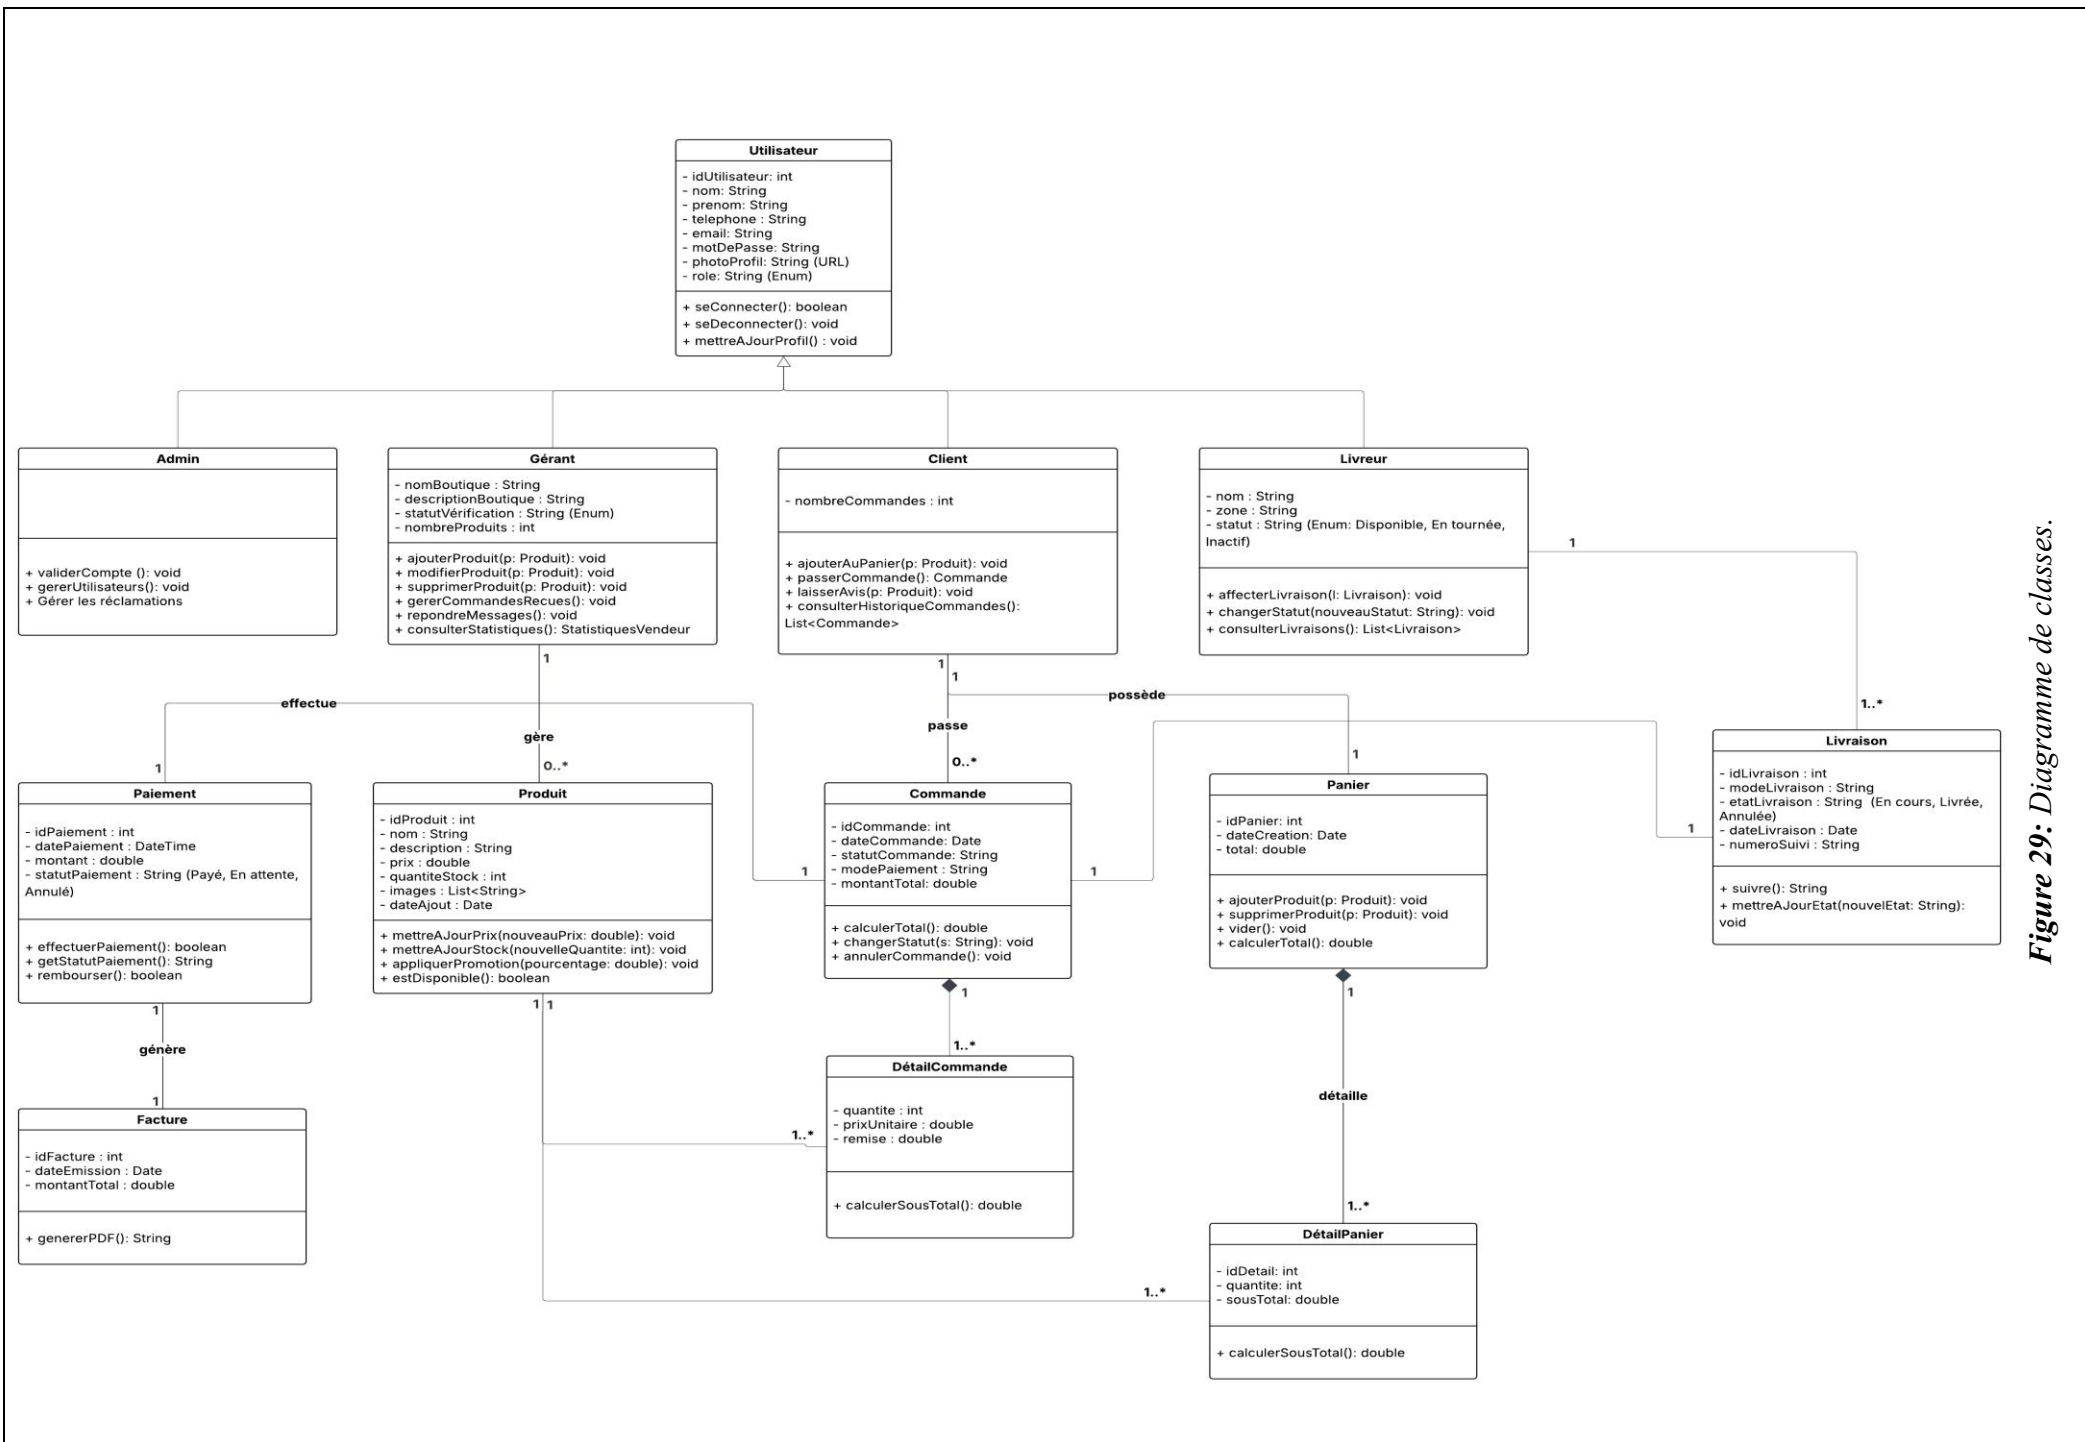 Utilisateur
- idUtilisateur: int
- nom: String
- prenom: String
- telephone : String
- email: String
- motDePasse: String
- photoProfil: String (URL)
- role: String (Enum)
+ seConnecter(): boolean
+ seDeconnecter(): void
+ mettreAJourProfil() : void
Admin
+ validerCompte (): void
+ gererUtilisateurs(): void
+ Gérer les réclamations
Gérant
- nomBoutique : String
- descriptionBoutique : String
- statutVérification : String (Enum)
- nombreProduits : int
+ ajouterProduit(p: Produit): void
+ modifierProduit(p: Produit): void
+ supprimerProduit(p: Produit): void
+ gererCommandesRecues(): void
+ repondreMessages(): void
+ consulterStatistiques(): StatistiquesVendeur
Client
- nombreCommandes : int
+ ajouterAuPanier(p: Produit): void
+ passerCommande(): Commande
+ laisserAvis(p: Produit): void
+ consulterHistoriqueCommandes():
List<Commande>
Livreur
- nom : String
- zone : String
- statut : String (Enum: Disponible, En tournée,
Inactif)
+ affecterLivraison(l: Livraison): void
+ changerStatut(nouveauStatut: String): void
+ consulterLivraisons(): List<Livraison>
1
1..*
1
1
1
effectue
gère
passe
possède
1
0..*
0..*
1
Paiement
- idPaiement : int
- datePaiement : DateTime
- montant : double
- statutPaiement : String (Payé, En attente,
Annulé)
+ effectuerPaiement(): boolean
+ getStatutPaiement(): String
+ rembourser(): boolean
Produit
- idProduit : int
- nom : String
- description : String
- prix : double
- quantiteStock : int
- images : List<String>
- dateAjout : Date
+ mettreAJourPrix(nouveauPrix: double): void
+ mettreAJourStock(nouvelleQuantite: int): void
+ appliquerPromotion(pourcentage: double): void
+ estDisponible(): boolean
1
Commande
- idCommande: int
- dateCommande: Date
- statutCommande: String
- modePaiement : String
- montantTotal: double
+ calculerTotal(): double
+ changerStatut(s: String): void
+ annulerCommande(): void
1
Panier
- idPanier: int
- dateCreation: Date
- total: double
+ ajouterProduit(p: Produit): void
+ supprimerProduit(p: Produit): void
+ vider(): void
+ calculerTotal(): double
1
Livraison
- idLivraison : int
- modeLivraison : String
- etatLivraison : String (En cours, Livrée,
Annulée)
- dateLivraison : Date
- numeroSuivi : String
+ suivre(): String
+ mettreAJourEtat(nouvelEtat: String):
void
1
génère
1
1 1
1
1..*
1
détaille
1..*
Facture
- idFacture : int
- dateEmission : Date
- montantTotal : double
+ genererPDF(): String
1..*
DétailCommande
- quantite : int
- prixUnitaire : double
- remise : double
+ calculerSousTotal(): double
1..*
DétailPanier
- idDetail: int
- quantite: int
- sousTotal: double
+ calculerSousTotal(): double
Figure 29: Diagramme de classes.